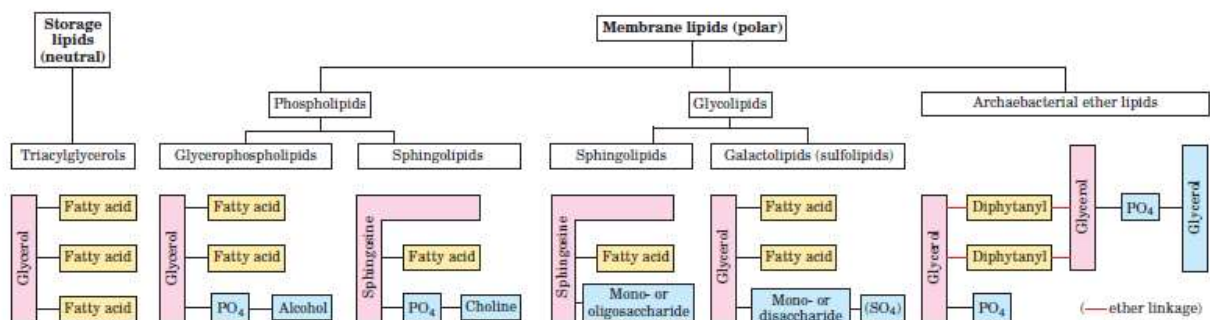 Storage
lipids
(neutral)
Membrane lipids (polar)
Phospholipids
Glycolipids
Archaebacterial ether lipids
Triacylglycerols
Glycerophospholipids
Sphingolipids
Sphingolipids
Galactolipids (sulfolipids)
Glycerol
Fatty acid
Fatty acid
Fatty acid
Glycerol
Fatty acid
Fatty acid
PO4
Alcohol
Sphingosine
Fatty acid
PO4
Choline
Sphingosine
Fatty acid
Mono- or
oligosaccharide
Glycerol
Fatty acid
Fatty acid
Mono- or
disaccharide
(SO4)
Glycerol
Diphytanyl
Diphytanyl
PO4
Glycerol
PO4
Glycerol
(—ether linkage)